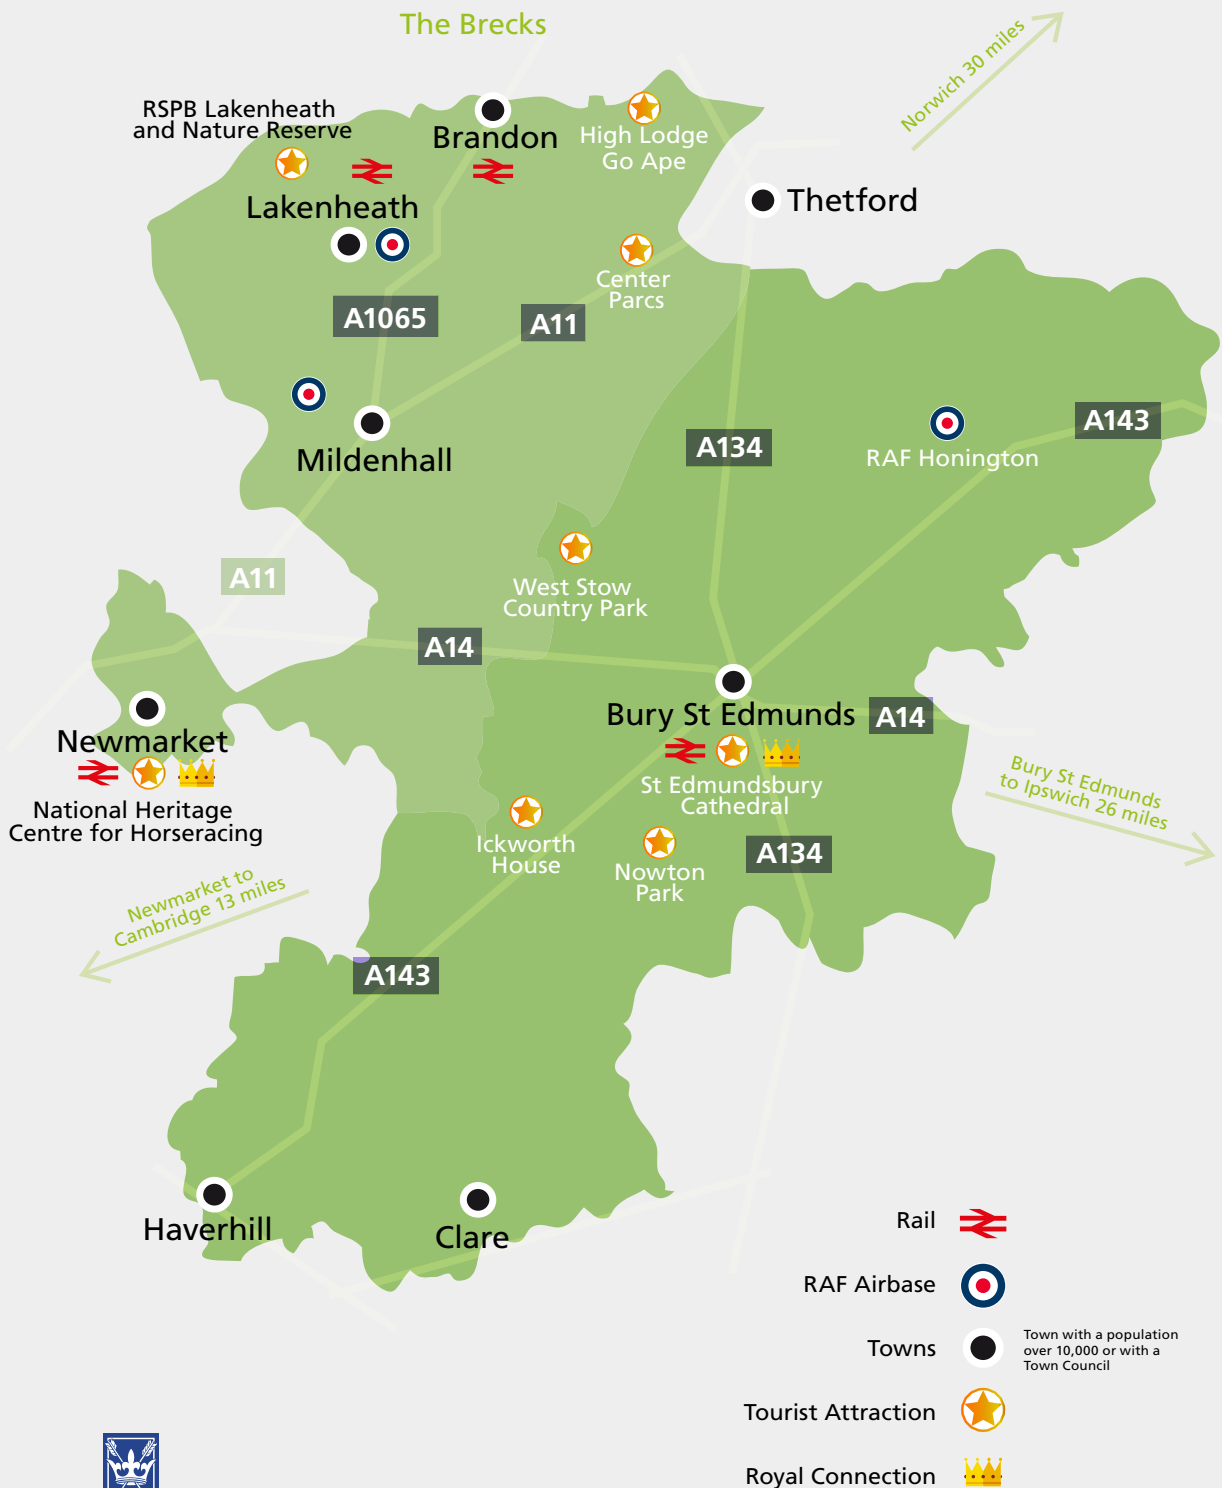 The Brecks
Norwich 30 miles
RSPB Lakenheath
and Nature Reserve
Brandon
High Lodge
Go Ape
Lakenheath
Thetford
Center
Parcs
A1065
A11
A143
A134
RAF Honington
Mildenhall
A11
West Stow
Country Park
A14
Bury St Edmunds
A14
Newmarket
National Heritage
Centre for Horseracing
St Edmundsbury
Cathedral
Bury St Edmunds
to Ipswich 26 miles
Ickworth
House
Nowton
Park
A134
Newmarket to
Cambridge 13 miles
A143
Haverhill
Clare
Rail
RAF Airbase
Towns
Town with a population
over 10,000 or with a
Town Council
Tourist Attraction
Royal Connection